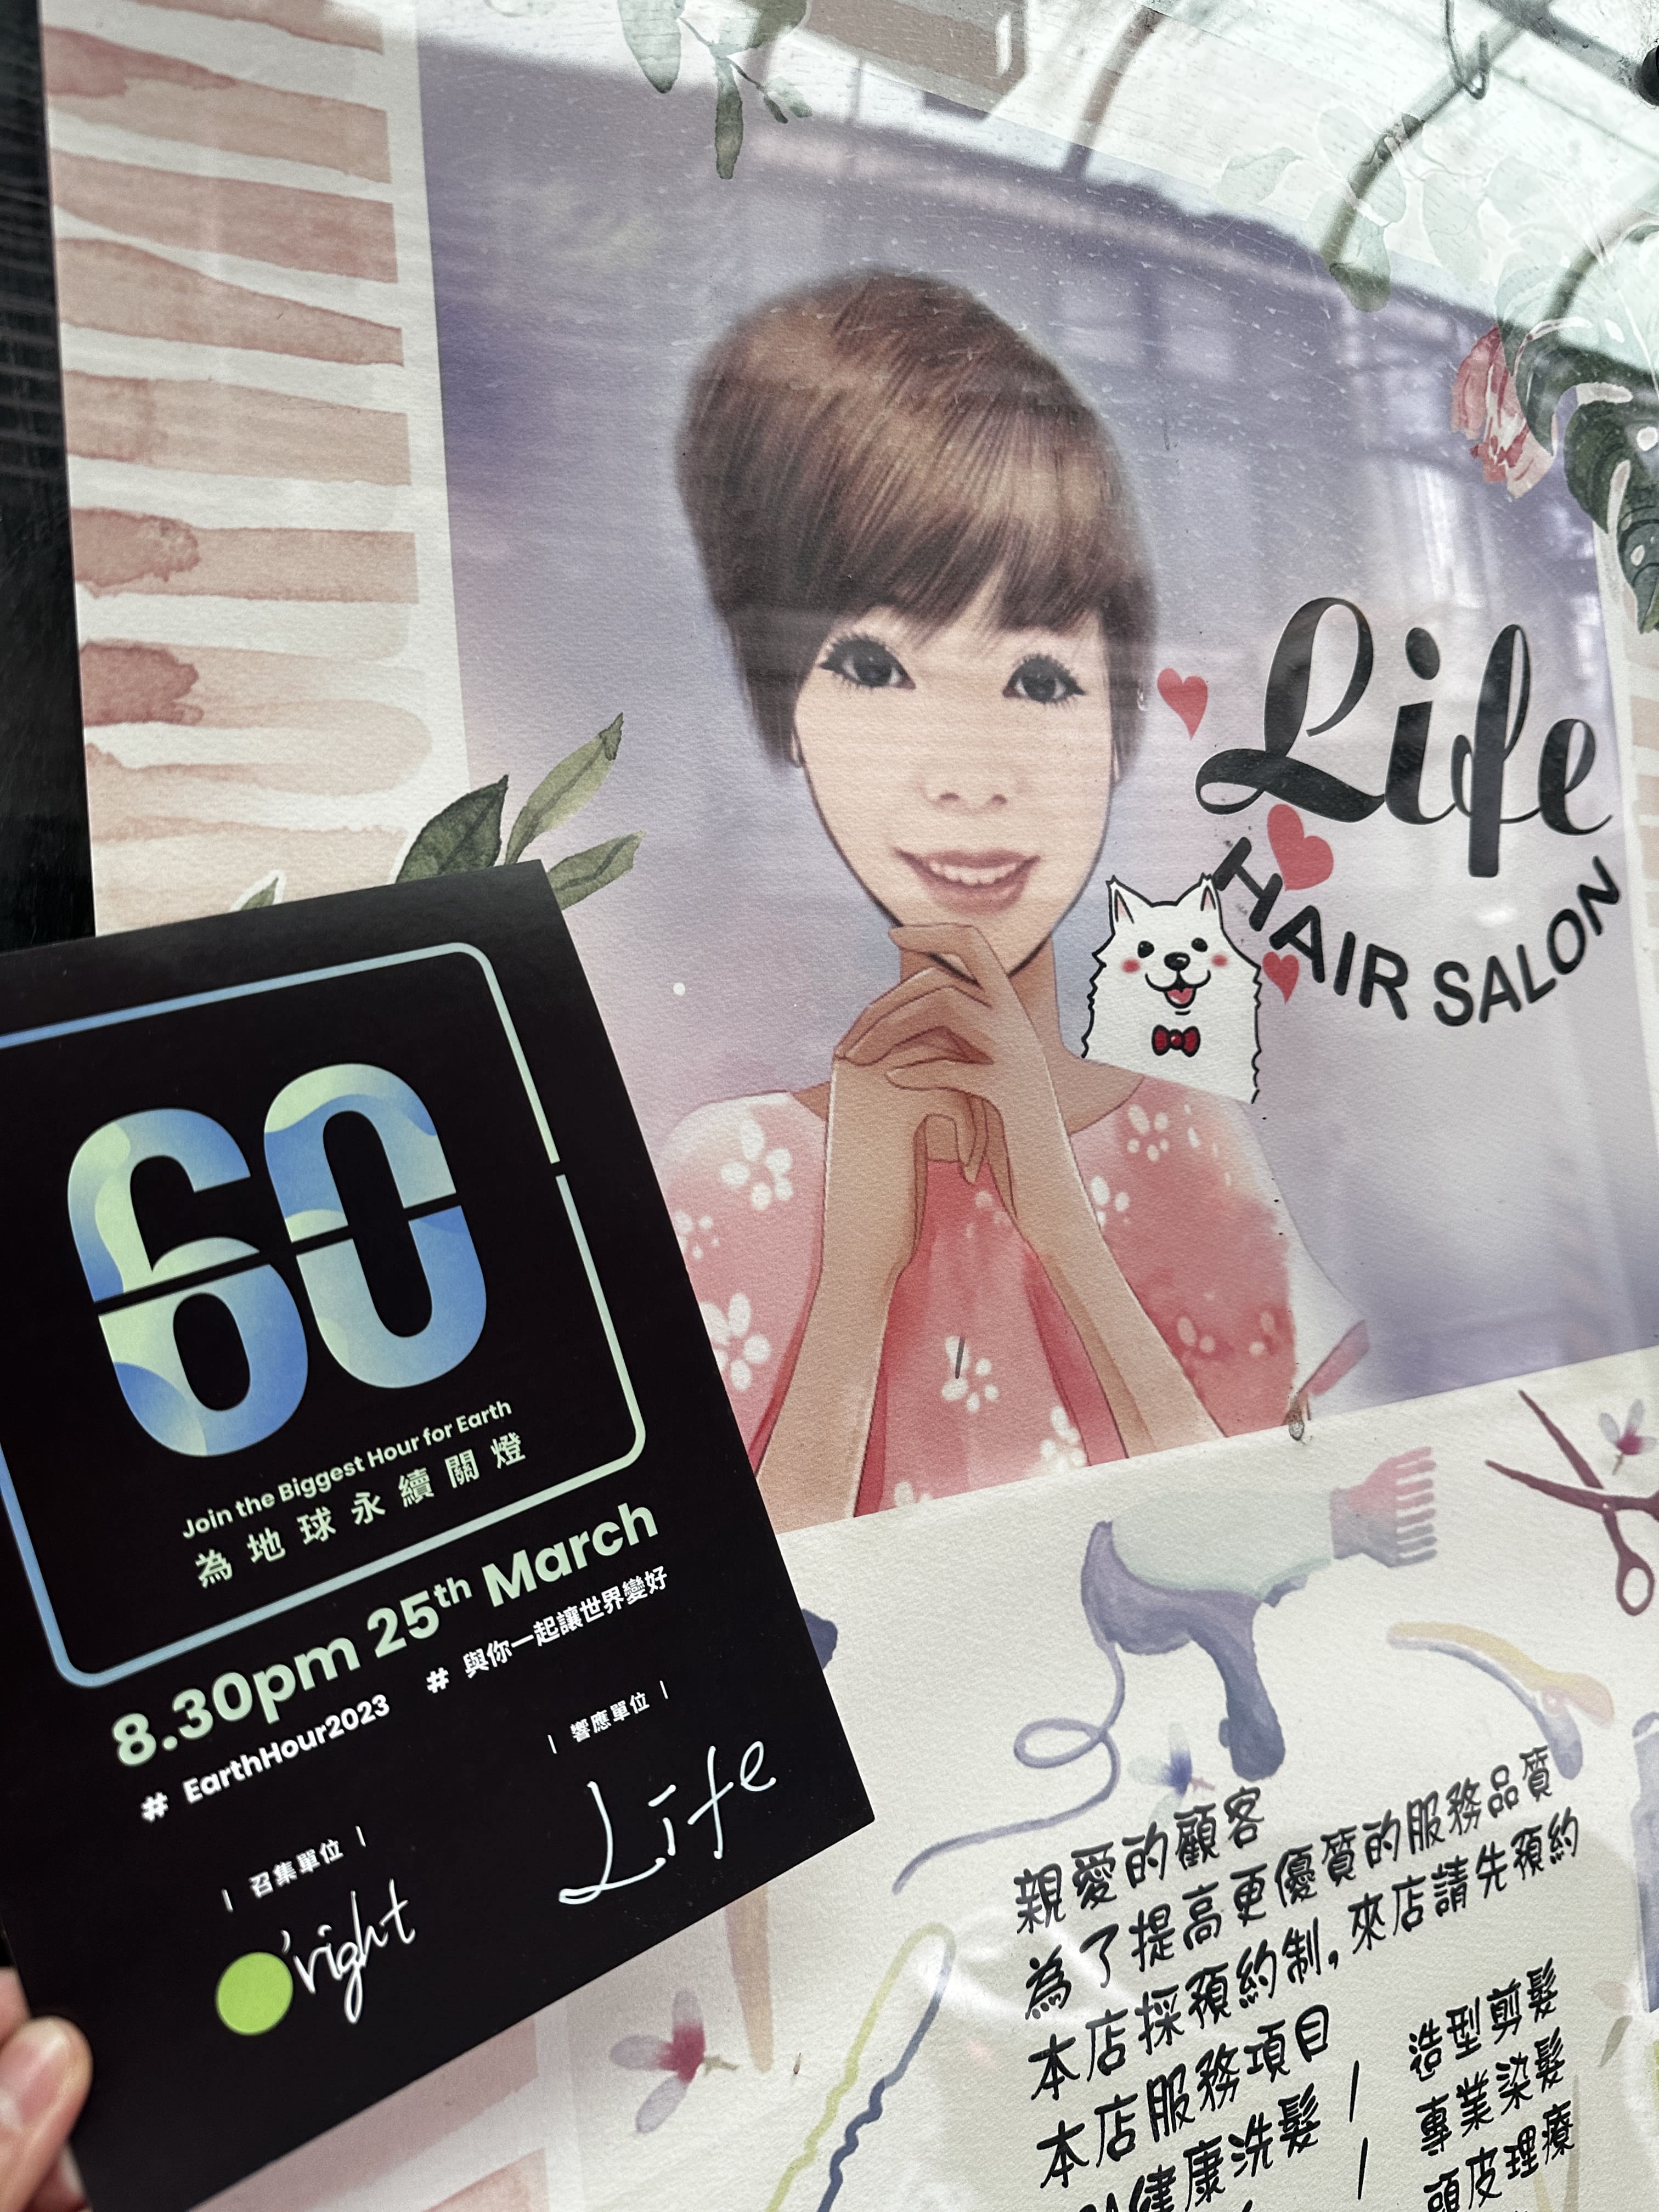 Life
HAIR SALON
60
Join the Biggest Hour for Earth
為地球永續關燈
8.30pm 25th March
# EarthHour2023 # 與你一起讓世界變好
| 召集單位 | | 響應單位 |
O'right Life
親愛的顧客
為了提高更優質的服務品質
本店採預約制,來店請先預約
本店服務項目
健康洗髮 / 造型剪髮
/ 專業染髮
頭皮理療